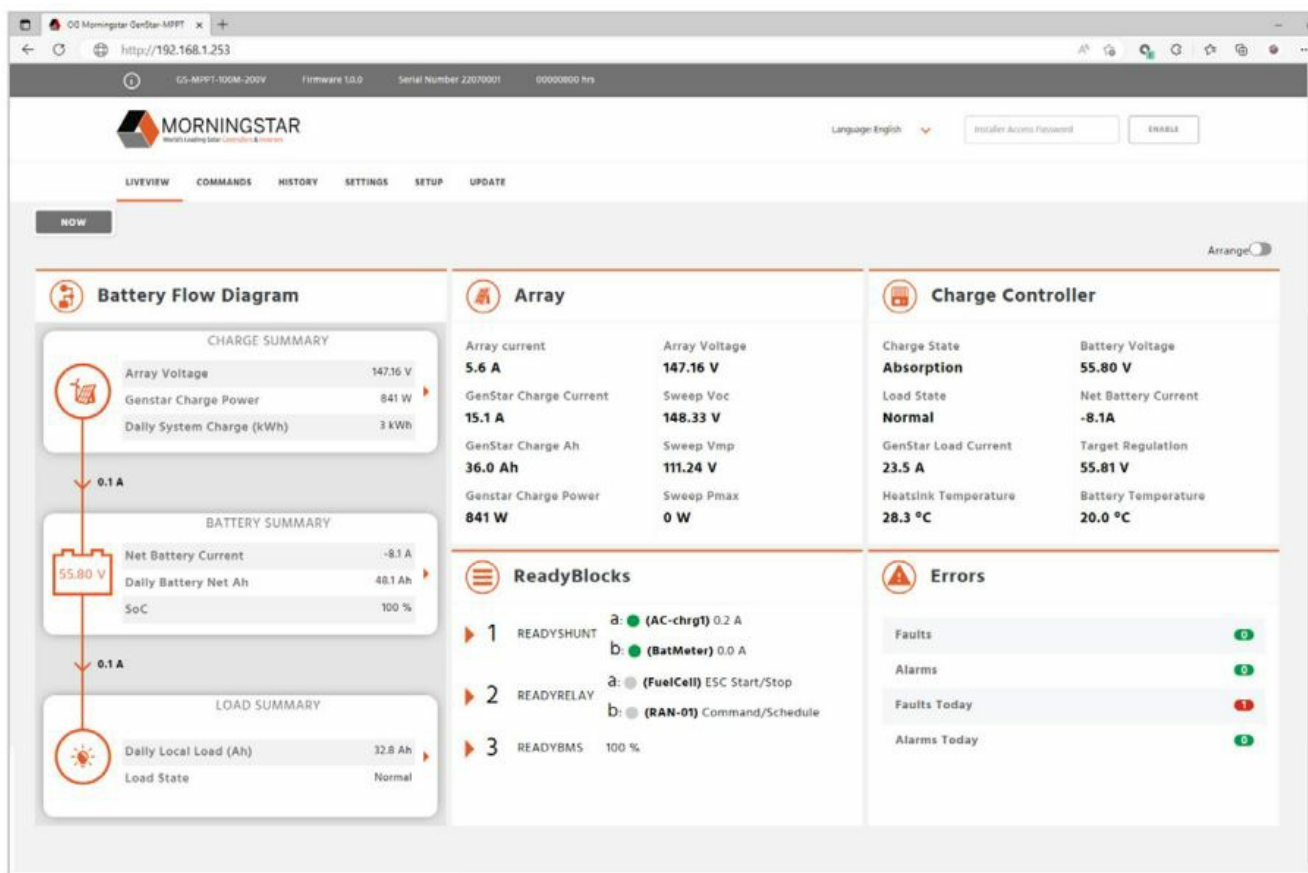 OG Morningstar GenStar-MPPT
http://192.168.1.253
GS-MPPT-100M-200V Firmware 1.0.0 Serial Number 22070001 00000800 hrs
MORNINGSTAR
World's Leading Solar Controllers & Inverters
Language: English
Installer Access Password
ENABLE
LIVEVIEW COMMANDS HISTORY SETTINGS SETUP UPDATE
NOW
Arrange
Battery Flow Diagram
CHARGE SUMMARY
Array Voltage 147.16 V
Genstar Charge Power 841 W
Daily System Charge (kWh) 3 kWh
0.1 A
BATTERY SUMMARY
55.80 V
Net Battery Current -8.1 A
Daily Battery Net Ah 48.1 Ah
SoC 100 %
0.1 A
LOAD SUMMARY
Daily Local Load (Ah) 32.8 Ah
Load State Normal
Array
Array current Array Voltage
5.6 A 147.16 V
GenStar Charge Current Sweep Voc
15.1 A 148.33 V
GenStar Charge Ah Sweep Vmp
36.0 Ah 111.24 V
Genstar Charge Power Sweep Pmax
841 W 0 W
Charge Controller
Charge State Battery Voltage
Absorption 55.80 V
Load State Net Battery Current
Normal -8.1A
GenStar Load Current Target Regulation
23.5 A 55.81 V
Heatsink Temperature Battery Temperature
28.3 °C 20.0 °C
ReadyBlocks
1 READYSHUNT
a: (AC-chrg1) 0.2 A
b: (BatMeter) 0.0 A
2 READYRELAY
a: (FuelCell) ESC Start/Stop
b: (RAN-01) Command/Schedule
3 READYBMS 100 %
Errors
Faults 0
Alarms 0
Faults Today 1
Alarms Today 0